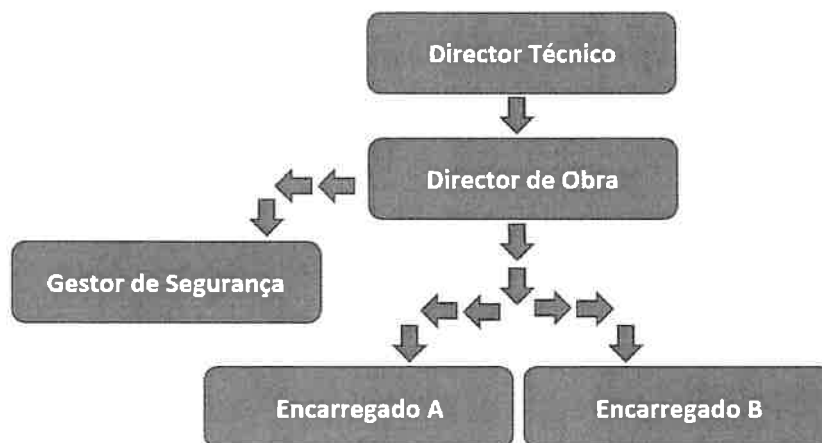 Director Técnico
Director de Obra
Gestor de Segurança
Encarregado A
Encarregado B